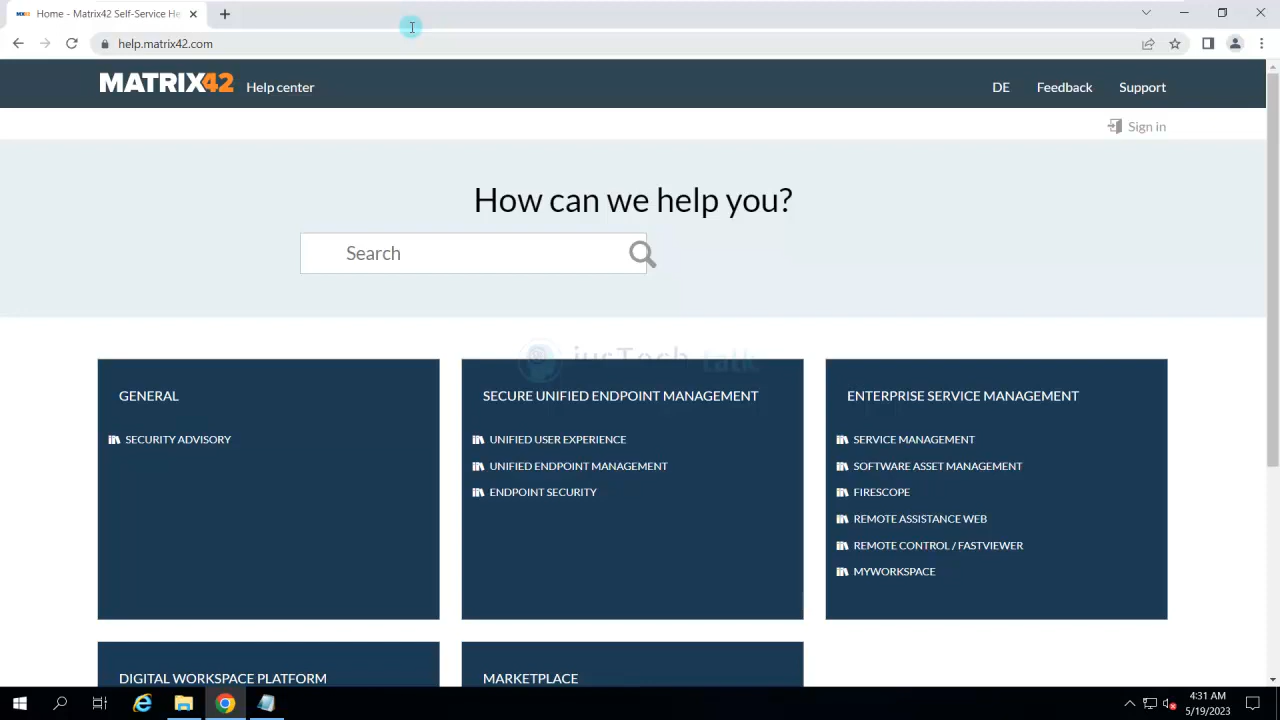 Home - Matrix42 Self-Service He
help.matrix42.com
MATRIX42 Help center
DE Feedback Support
Sign in
How can we help you?
Search
jusTech talk
GENERAL
SECURITY ADVISORY
SECURE UNIFIED ENDPOINT MANAGEMENT
UNIFIED USER EXPERIENCE
UNIFIED ENDPOINT MANAGEMENT
ENDPOINT SECURITY
ENTERPRISE SERVICE MANAGEMENT
SERVICE MANAGEMENT
SOFTWARE ASSET MANAGEMENT
FIRESCOPE
REMOTE ASSISTANCE WEB
REMOTE CONTROL / FASTVIEWER
MYWORKSPACE
DIGITAL WORKSPACE PLATFORM
MARKETPLACE
4:31 AM
5/19/2023